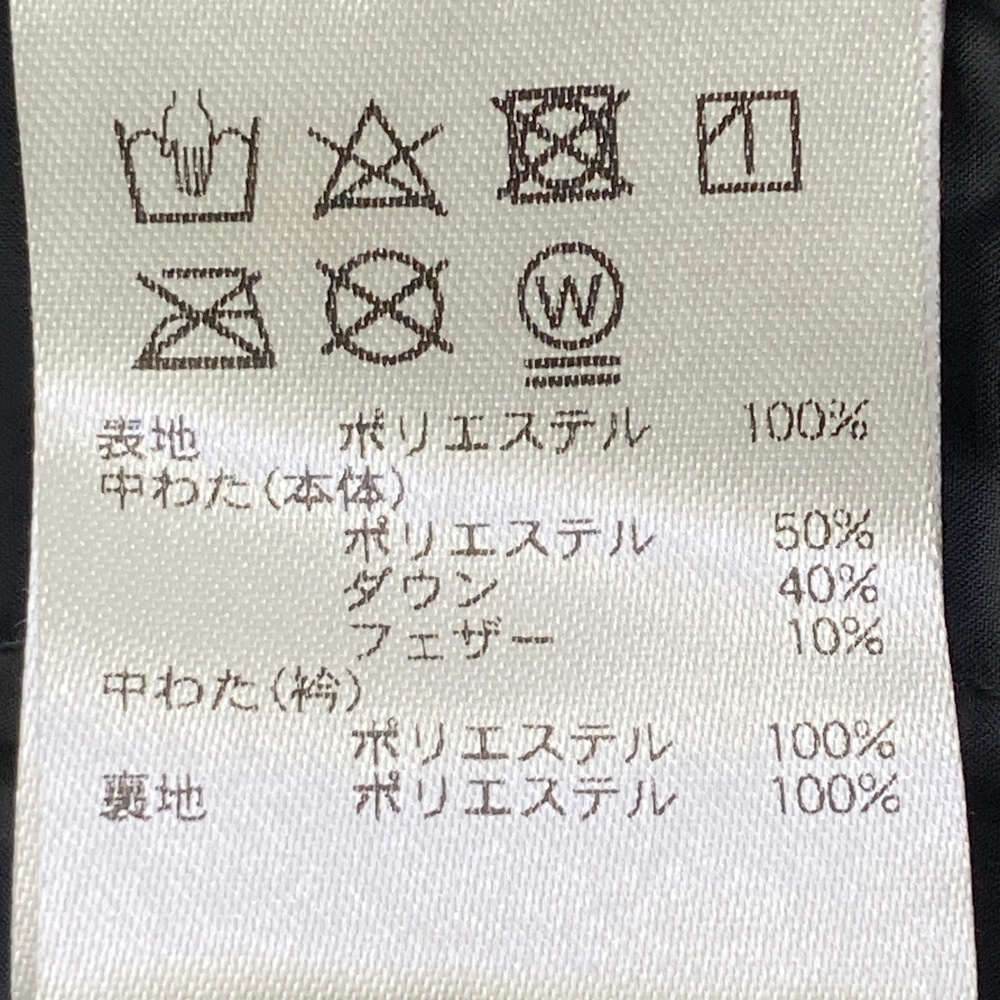 W
表地 ポリエステル 100%
中わた(本体)
ポリエステル 50%
ダウン 40%
フェザー 10%
中わた(衿)
ポリエステル 100%
裏地 ポリエステル 100%